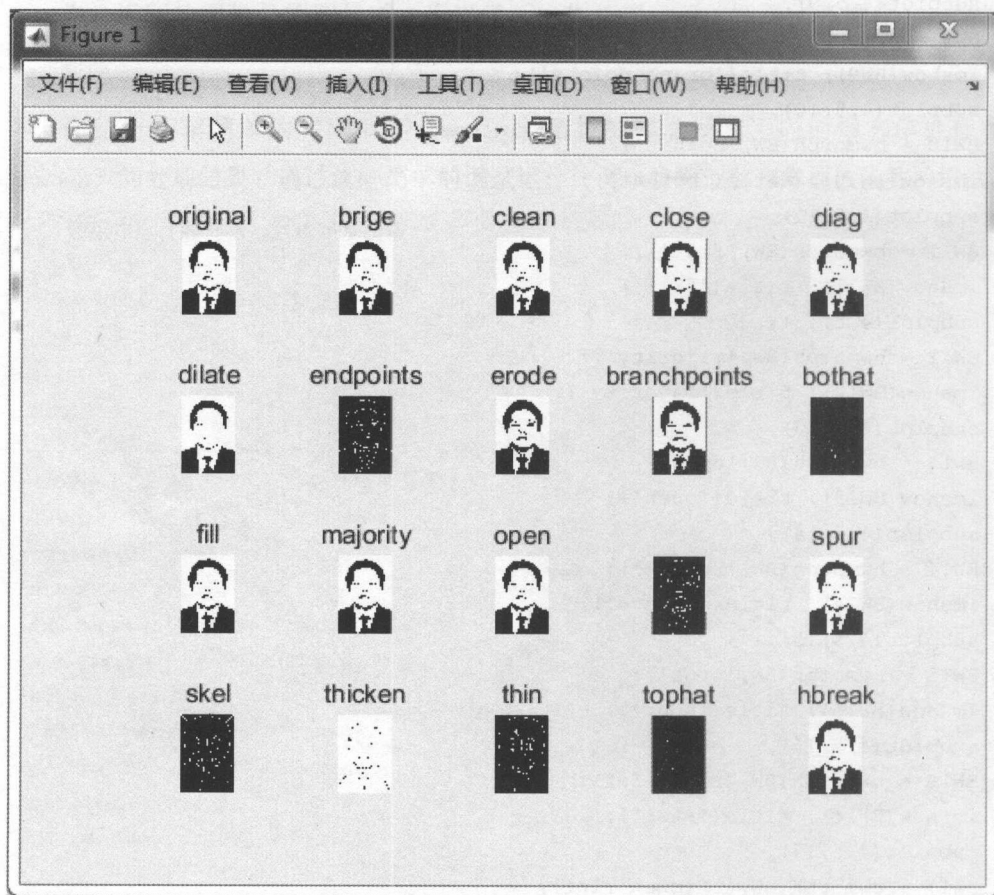 Figure 1
文件(F) 编辑(E) 查看(V) 插入(I) 工具(T) 桌面(D) 窗口(W) 帮助(H)
original brige clean close diag
dilate endpoints erode branchpoints bothat
fill majority open spur
skel thicken thin tophat hbreak